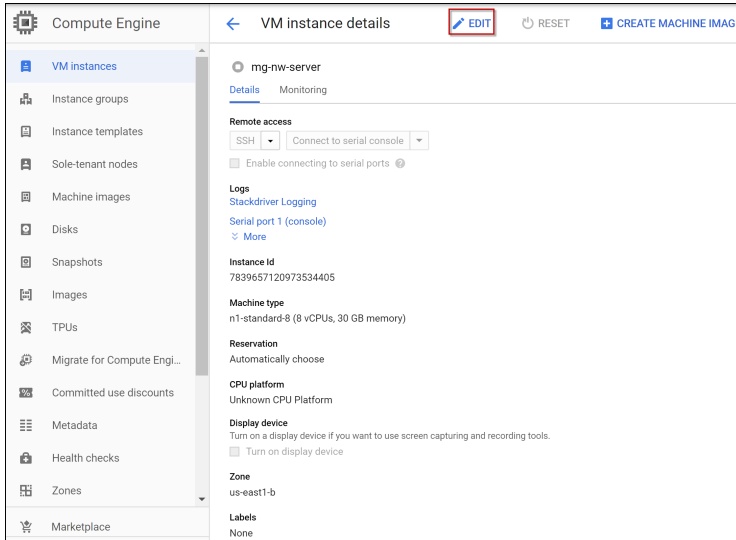 Compute Engine
VM instances
Instance groups
Instance templates
Sole-tenant nodes
Machine images
Disks
Snapshots
Images
TPUs
Migrate for Compute Engi...
Committed use discounts
Metadata
Health checks
Zones
Marketplace
VM instance details
EDIT
RESET
CREATE MACHINE IMAG
mg-nw-server
Details Monitoring
Remote access
SSH Connect to serial console
Enable connecting to serial ports
Logs
Stackdriver Logging
Serial port 1 (console)
More
Instance Id
7839657120973534405
Machine type
n1-standard-8 (8 vCPUs, 30 GB memory)
Reservation
Automatically choose
CPU platform
Unknown CPU Platform
Display device
Turn on a display device if you want to use screen capturing and recording tools.
Turn on display device
Zone
us-east1-b
Labels
None